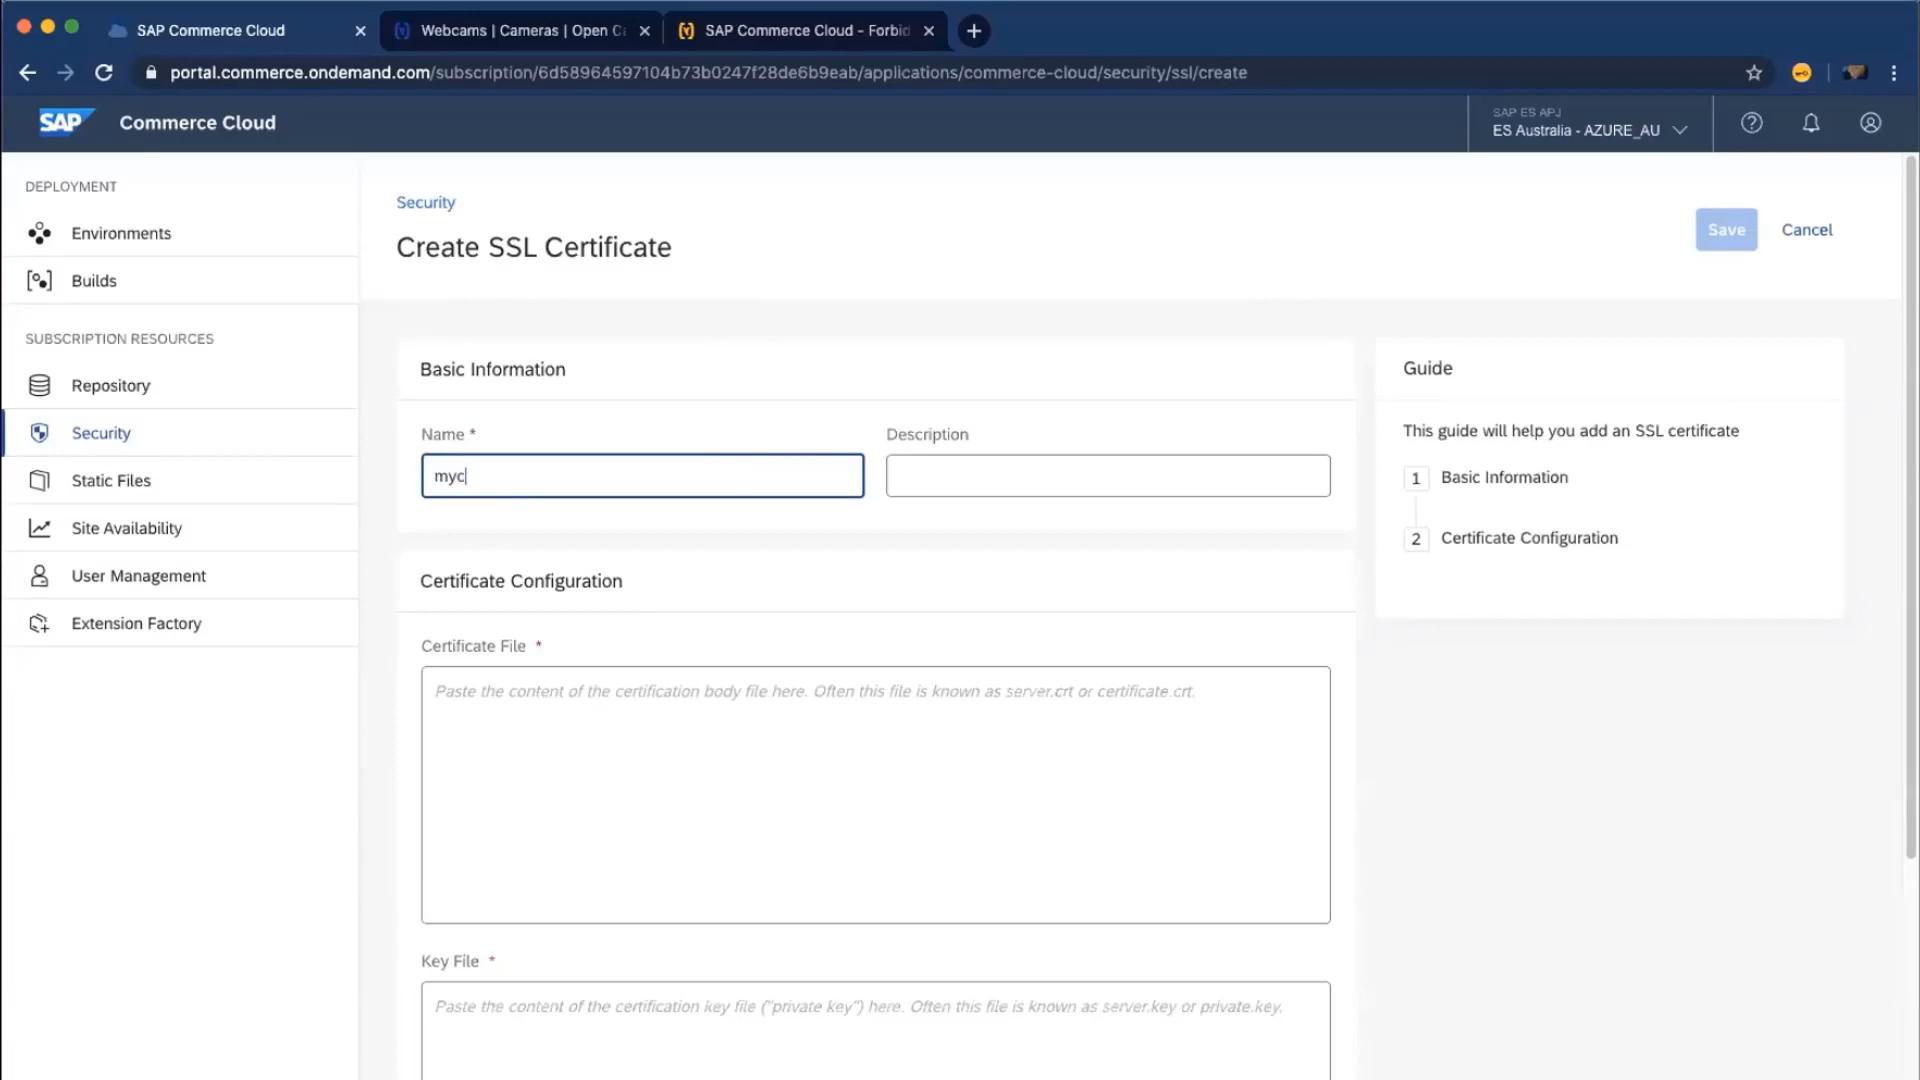 SAP Commerce Cloud
Webcams | Cameras | Open C
SAP Commerce Cloud - Forbid
portal.commerce.ondemand.com/subscription/6d58964597104b73b0247f28de6b9eab/applications/commerce-cloud/security/ssl/create
SAP Commerce Cloud
SAP ES APJ
ES Australia - AZURE_AU
DEPLOYMENT
Environments
Builds
SUBSCRIPTION RESOURCES
Repository
Security
Static Files
Site Availability
User Management
Extension Factory
Security
Create SSL Certificate
Save Cancel
Basic Information
Name * Description
myc
Certificate Configuration
Certificate File *
Paste the content of the certification body file here. Often this file is known as server.crt or certificate.crt.
Key File *
Paste the content of the certification key file ("private key") here. Often this file is known as server.key or private.key.
Guide
This guide will help you add an SSL certificate
1 Basic Information
2 Certificate Configuration